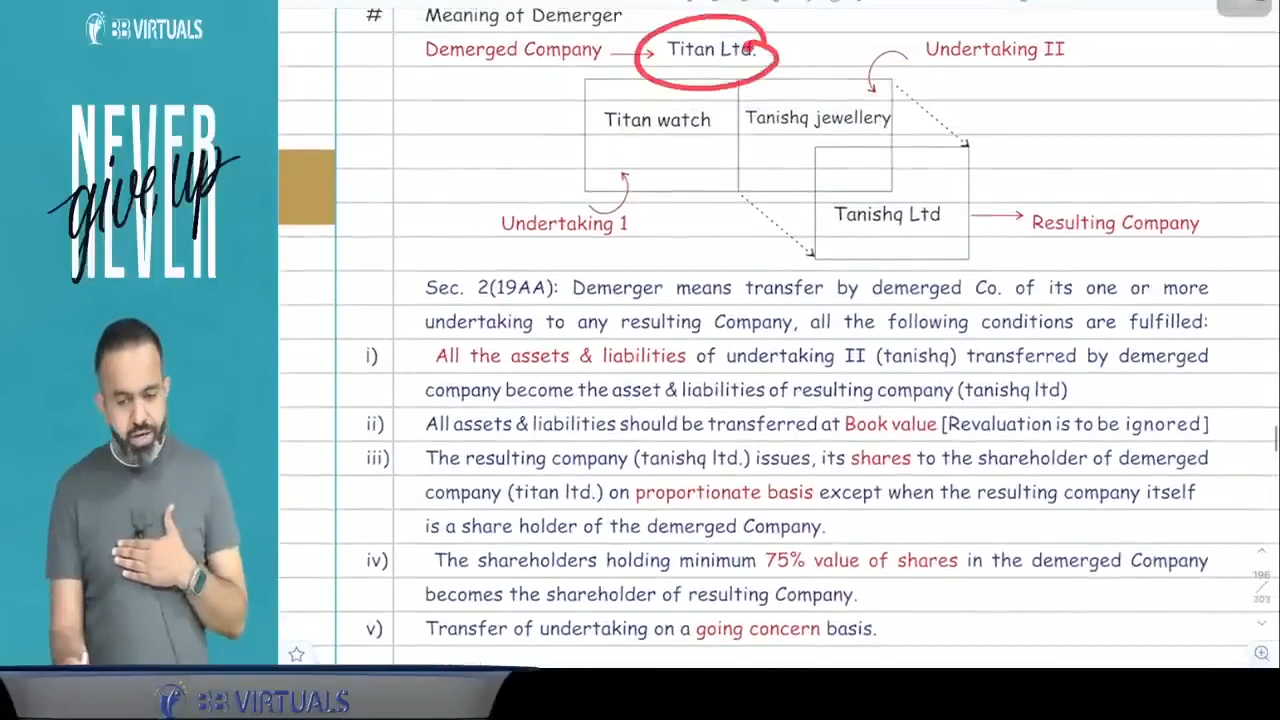 BB VIRTUALS
NEVER
give up
NEVER
# Meaning of Demerger
Demerged Company
Titan Ltd.
Undertaking II
Titan watch
Tanishq jewellery
Tanishq Ltd
Undertaking 1
Resulting Company
Sec. 2(19AA): Demerger means transfer by demerged Co. of its one or more
undertaking to any resulting Company, all the following conditions are fulfilled:
i) All the assets & liabilities of undertaking II (tanishq) transferred by demerged
company become the asset & liabilities of resulting company (tanishq ltd)
ii) All assets & liabilities should be transferred at Book value [Revaluation is to be ignored]
iii) The resulting company (tanishq ltd.) issues, its shares to the shareholder of demerged
company (titan ltd.) on proportionate basis except when the resulting company itself
is a share holder of the demerged Company.
iv) The shareholders holding minimum 75% value of shares in the demerged Company
becomes the shareholder of resulting Company.
v) Transfer of undertaking on a going concern basis.
196
/
303
BB VIRTUALS